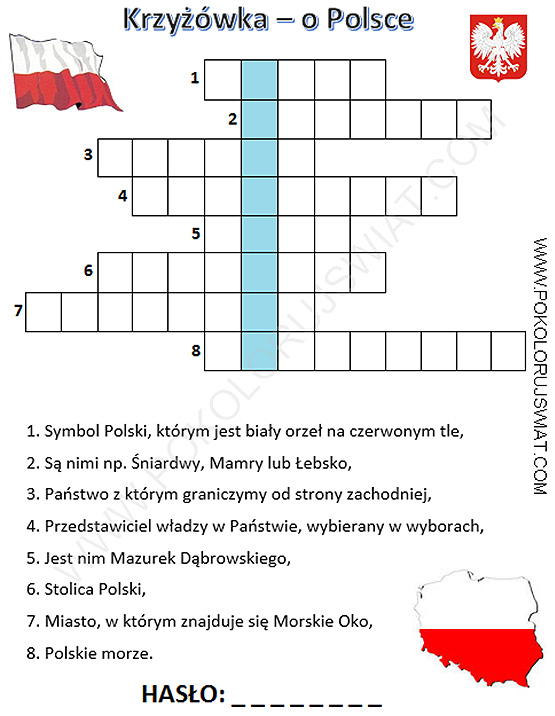 Krzyżówka – o Polsce
1
2
3
4
5
6
7
8
WWW.POKOLORUJSWIAT.COM
WWW.POKOLORUJSWIAT.COM
1. Symbol Polski, którym jest biały orzeł na czerwonym tle,
2. Są nimi np. Śniardwy, Mamry lub Łebsko,
3. Państwo z którym graniczymy od strony zachodniej,
4. Przedstawiciel władzy w Państwie, wybierany w wyborach,
5. Jest nim Mazurek Dąbrowskiego,
6. Stolica Polski,
7. Miasto, w którym znajduje się Morskie Oko,
8. Polskie morze.
HASŁO: _ _ _ _ _ _ _ _